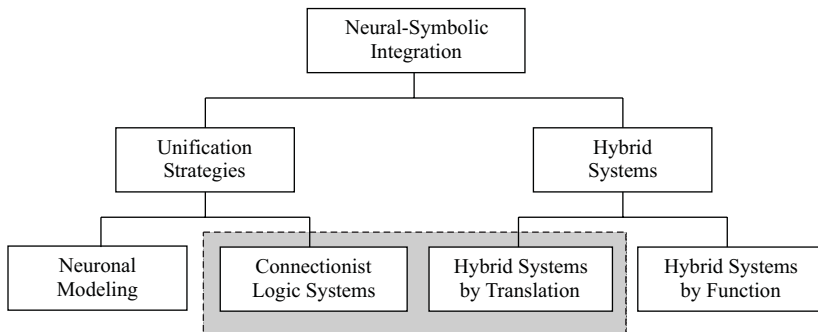 Neural-Symbolic
Integration
Unification
Strategies
Hybrid
Systems
Neuronal
Modeling
Connectionist
Logic Systems
Hybrid Systems
by Translation
Hybrid Systems
by Function